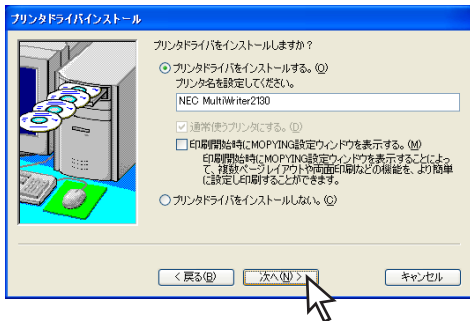 プリンタドライバインストール
プリンタドライバをインストールしますか?
プリンタドライバをインストールする。(O)
プリンタ名を設定してください。
NEC MultiWriter2130
通常使うプリンタにする。(D)
印刷開始時にMOPYING設定ウィンドウを表示する。(M)
印刷開始時にMOPYING設定ウィンドウを表示することによっ
て、複数ページレイアウトや両面印刷などの機能を、より簡単
に設定し印刷することができます。
プリンタドライバをインストールしない。(C)
< 戻る(B)
次へ(N) >
キャンセル